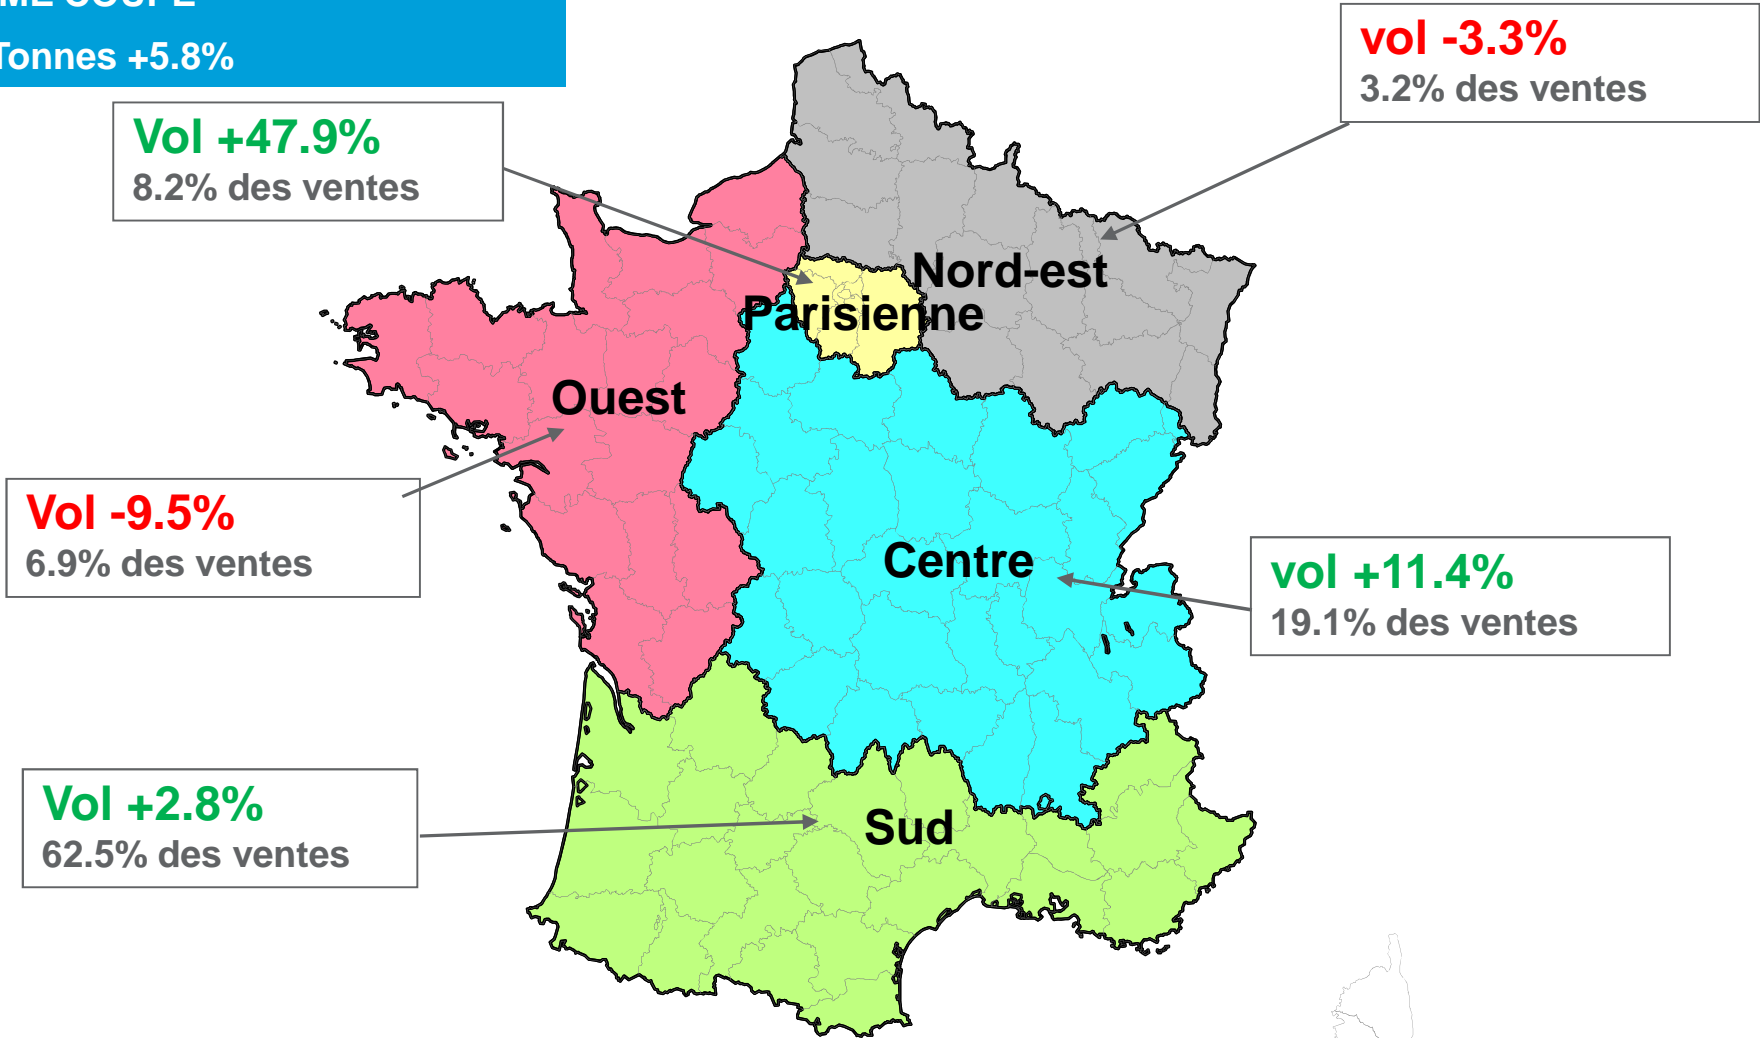 Tonnes +5.8%
vol -3.3%
3.2% des ventes
Vol +47.9%
8.2% des ventes
Nord-est
Parisienne
Ouest
Vol -9.5%
6.9% des ventes
Centre
vol +11.4%
19.1% des ventes
Vol +2.8%
62.5% des ventes
Sud